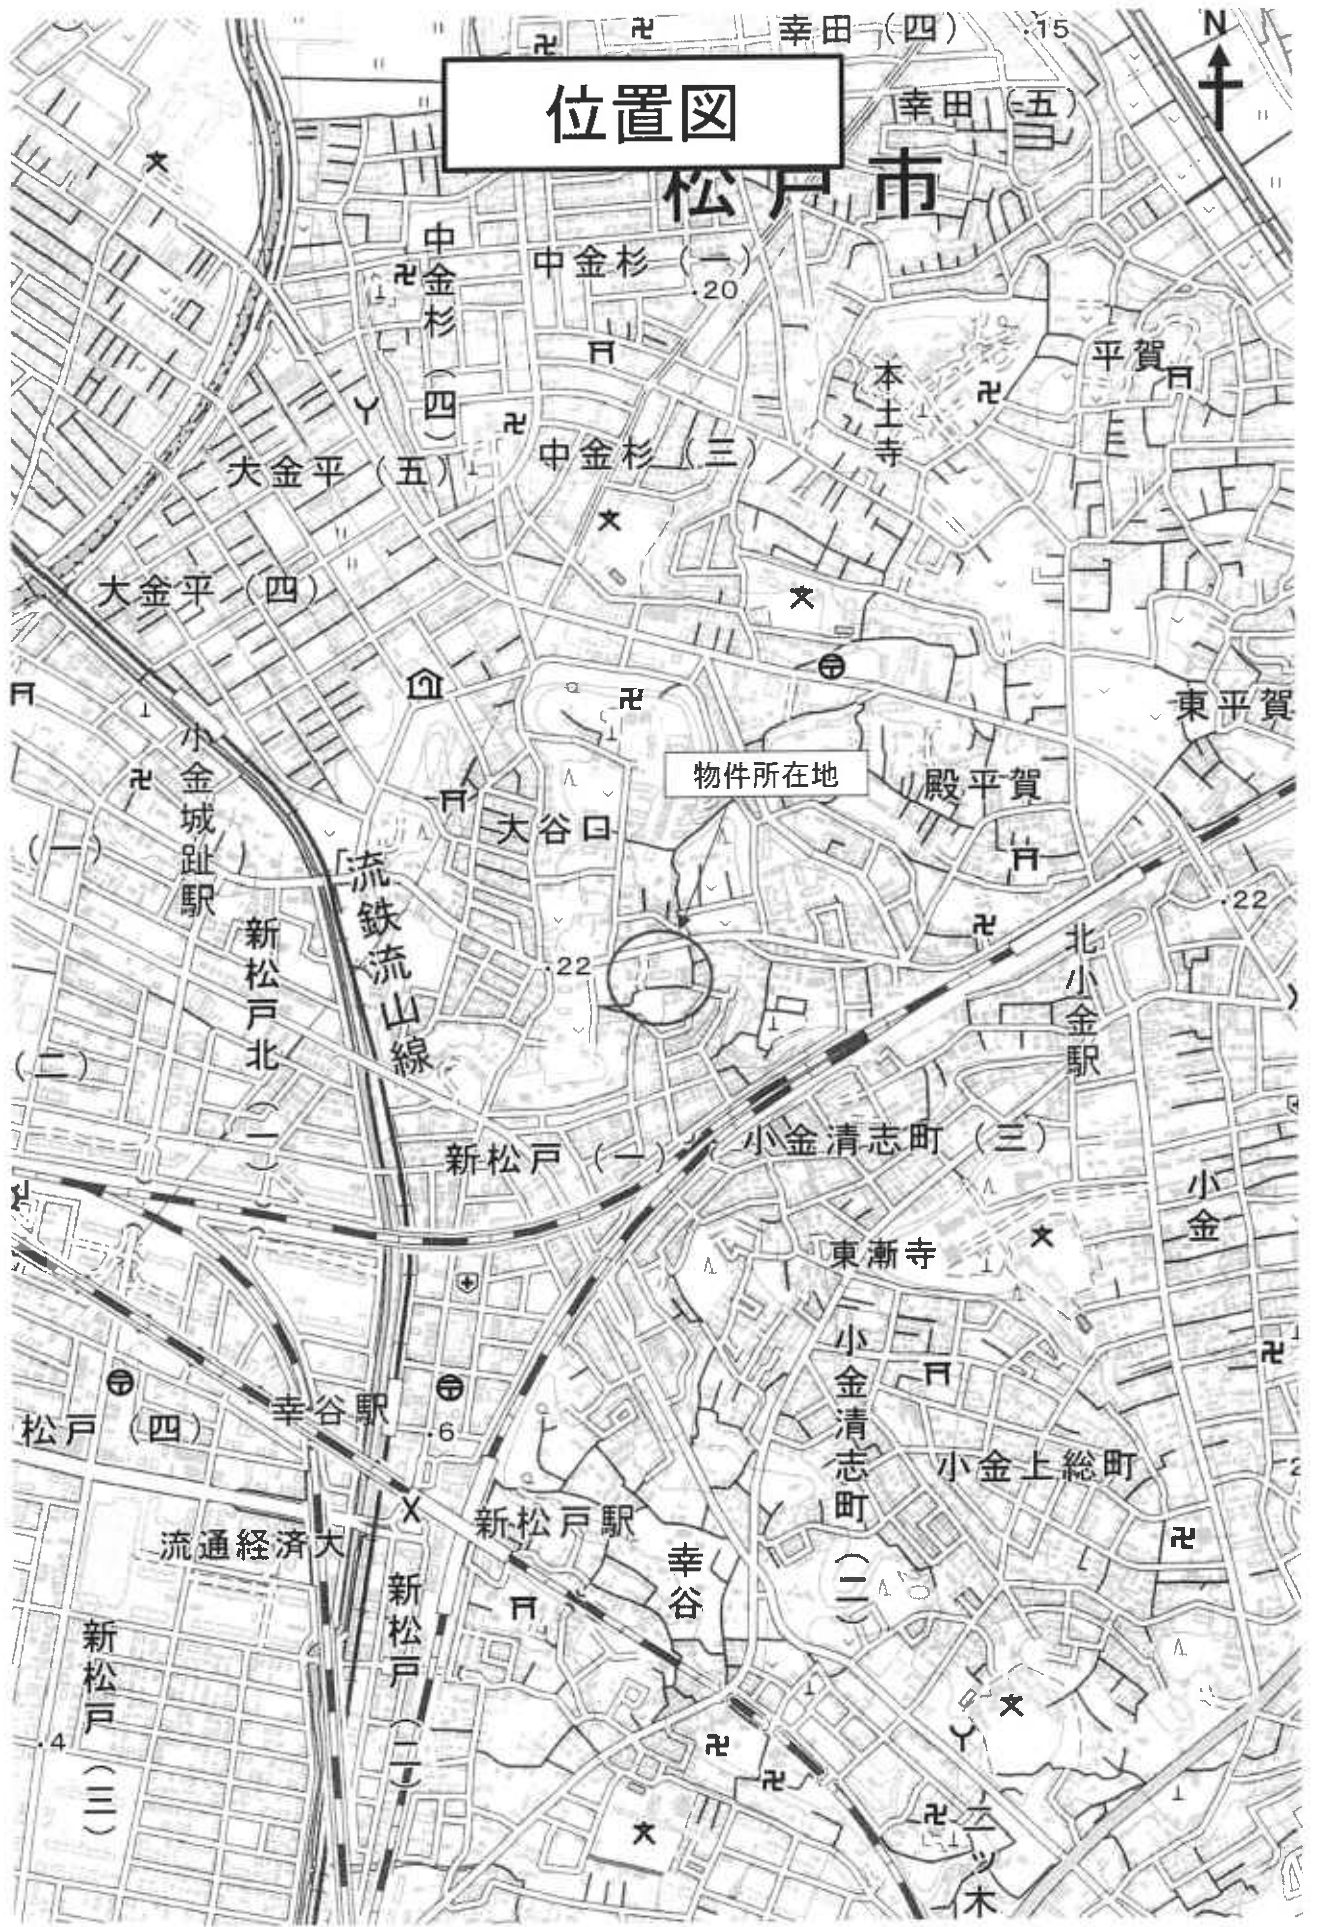 幸田（四）
.15
N
位置図
幸田（五）
松戸市
中金杉（四）
中金杉（一）
.20
平賀
本土寺
大金平（五）
中金杉（三）
大金平（四）
東平賀
小金城趾駅
物件所在地
殿平賀
大谷口
（一）
流鉄流山線
.22
新松戸北（一）
北小金駅
.22
（二）
新松戸（一）
小金清志町（三）
小金
東漸寺
小金清志町（二）
幸谷駅
松戸（四）
.6
小金上総町
新松戸駅
流通経済大
幸谷
新松戸（二）
新松戸（三）
.4
二ツ木